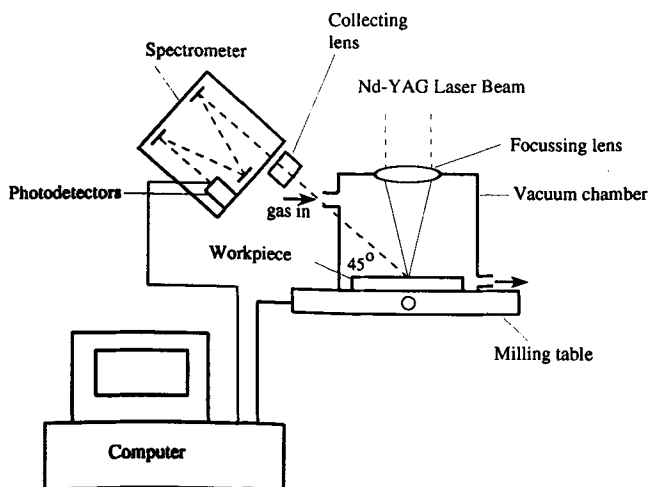 Collecting
lens
Spectrometer
Nd-YAG Laser Beam
Focussing lens
Photodetectors
Vacuum chamber
gas in
Workpiece
45°
Milling table
Computer